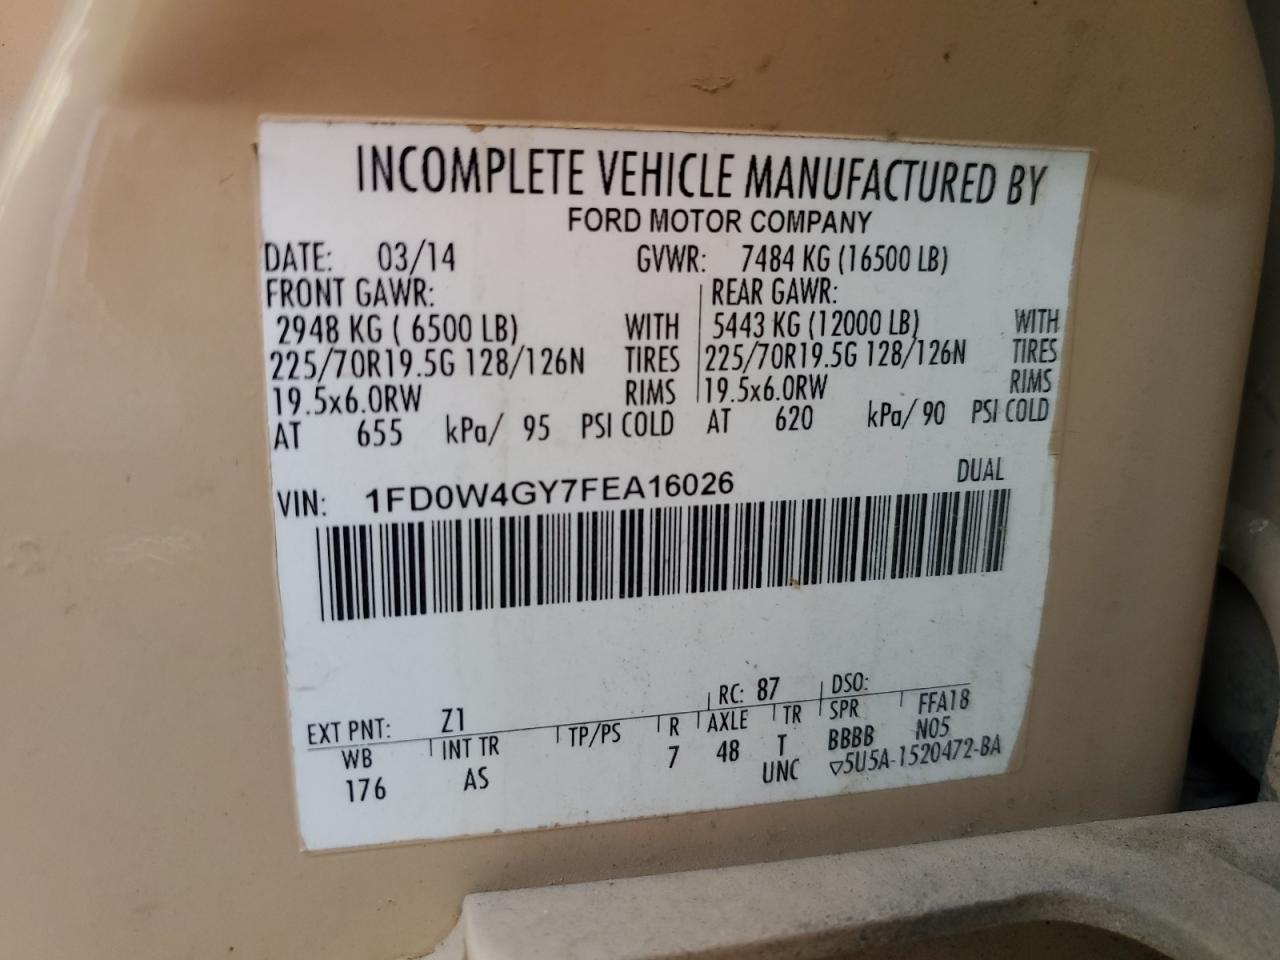 INCOMPLETE VEHICLE MANUFACTURED BY
FORD MOTOR COMPANY
DATE: 03/14 GVWR: 7484 KG (16500 LB)
FRONT GAWR: REAR GAWR:
2948 KG ( 6500 LB) WITH 5443 KG (12000 LB) WITH
225/70R19.5G 128/126N TIRES 225/70R19.5G 128/126N TIRES
19.5x6.0RW RIMS 19.5x6.0RW RIMS
AT 655 kPa/ 95 PSI COLD AT 620 kPa/ 90 PSI COLD
VIN: 1FD0W4GY7FEA16026 DUAL
RC: 87 DSO:
EXT PNT: Z1 FFA18
WB INT TR TP/PS R AXLE TR SPR N05
176 AS 7 48 T BBBB
UNC ▽5U5A-1520472-BA